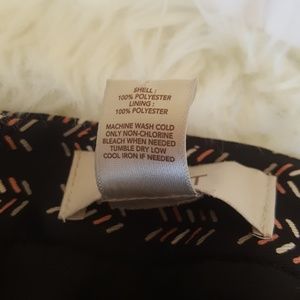 SHELL :
100% POLYESTER
LINING :
100% POLYESTER
MACHINE WASH COLD
ONLY NON-CHLORINE
BLEACH WHEN NEEDED
TUMBLE DRY LOW
COOL IRON IF NEEDED